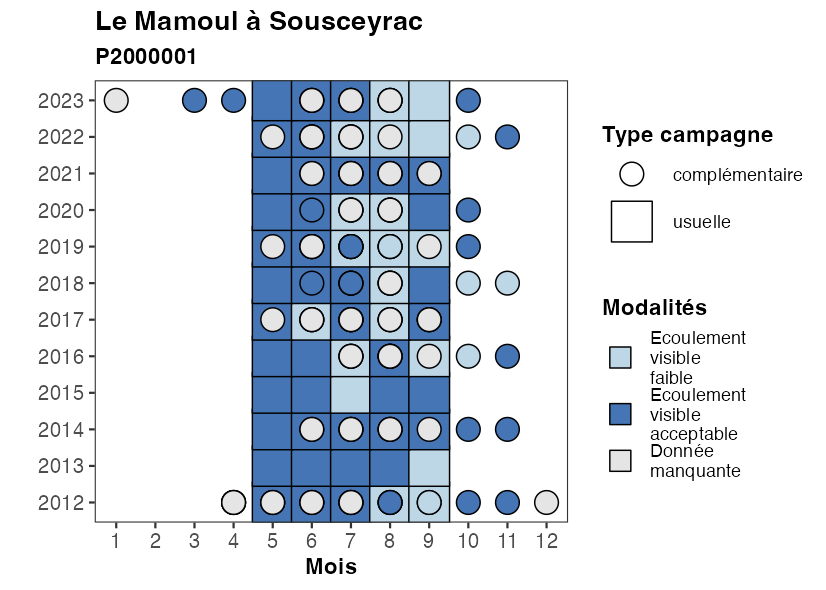 Le Mamoul à Sousceyrac
P2000001
2023
2022
2021
2020
2019
2018
2017
2016
2015
2014
2013
2012
1 2 3 4 5 6 7 8 9 10 11 12
Mois
Type campagne
complémentaire
usuelle
Modalités
Ecoulement
visible
faible
Ecoulement
visible
acceptable
Donnée
manquante